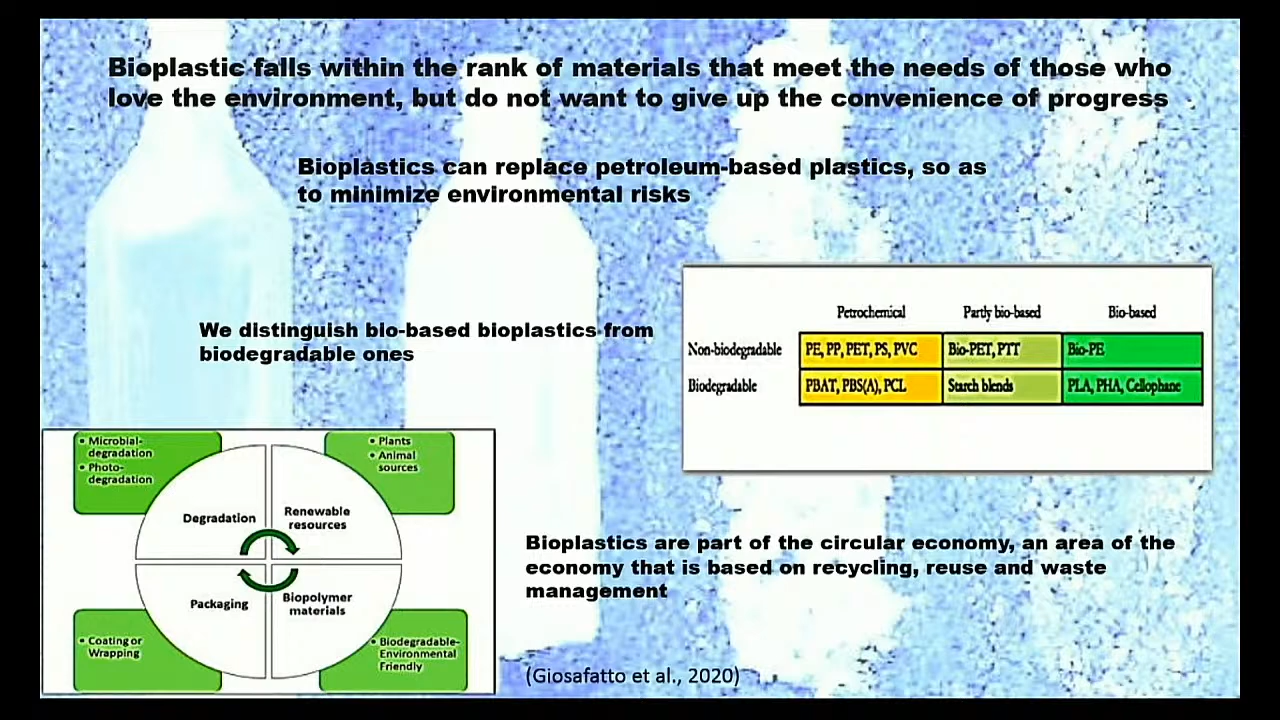 Bioplastic falls within the rank of materials that meet the needs of those who
love the environment, but do not want to give up the convenience of progress
Bioplastics can replace petroleum-based plastics, so as
to minimize environmental risks
We distinguish bio-based bioplastics from
biodegradable ones
Petrochemical Partly bio-based Bio-based
Non-biodegradable PE, PP, PET, PS, PVC Bio-PET, PTT Bio-PE
Biodegradable PBAT, PBS(A), PCL Starch blends PLA, PHA, Cellophane
• Microbial-
degradation
• Photo-
degradation
• Plants
• Animal
sources
Degradation
Renewable
resources
Packaging
Biopolymer
materials
• Coating or
Wrapping
• Biodegradable-
Environmental
Friendly
Bioplastics are part of the circular economy, an area of the
economy that is based on recycling, reuse and waste
management
(Giosafatto et al., 2020)